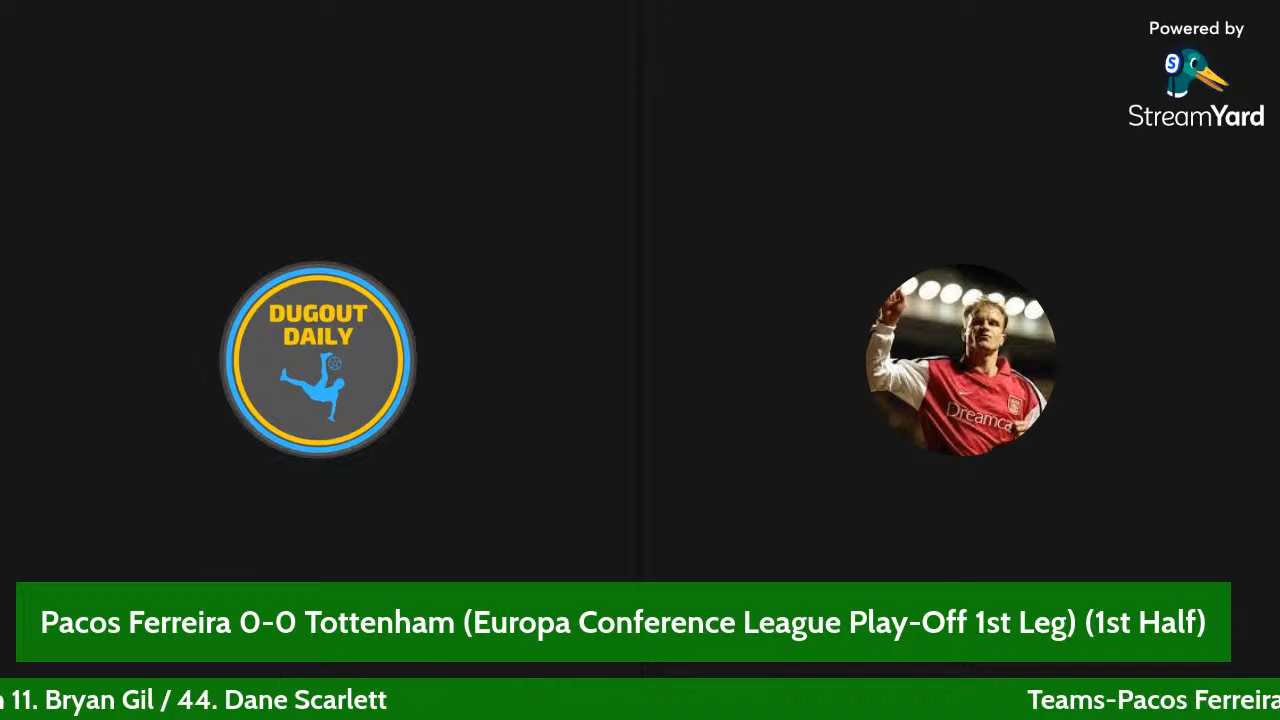 Powered by
S
StreamYard
DUGOUT
DAILY
Dreamca
Pacos Ferreira 0-0 Tottenham (Europa Conference League Play-Off 1st Leg) (1st Half)
11. Bryan Gil / 44. Dane Scarlett
Teams-Pacos Ferreira